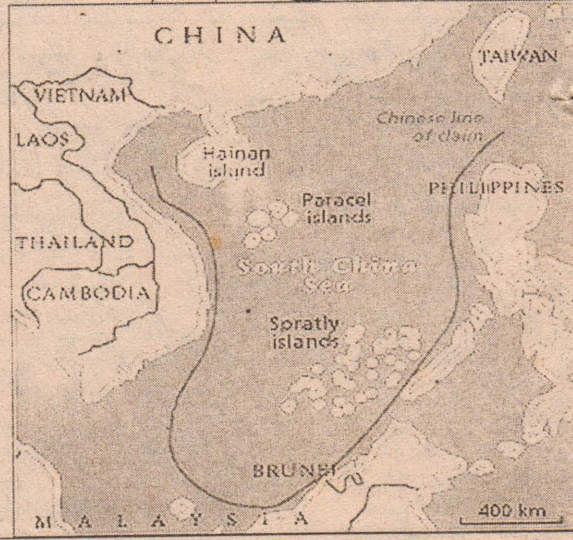 CHINA
TAIWAN
VIETNAM
Chinese line
of claim
LAOS
Hainan
island
PHILIPPINES
Paracel
islands
THAILAND
South China
Sea
CAMBODIA
Spratly
islands
BRUNEI
400 km
MALAYSIA